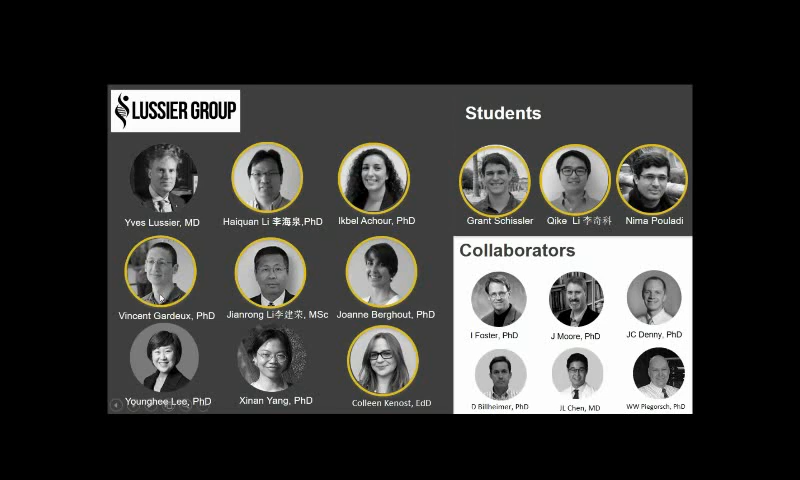 LUSSIER GROUP
Yves Lussier, MD
Haiquan Li 李海泉,PhD
Ikbel Achour, PhD
Vincent Gardeux, PhD
Jianrong Li李建荣, MSc
Joanne Berghout, PhD
Younghee Lee, PhD
Xinan Yang, PhD
Colleen Kenost, EdD
Students
Grant Schissler
Qike Li 李奇科
Nima Pouladi
Collaborators
I Foster, PhD
J Moore, PhD
JC Denny, PhD
D Billheimer, PhD
JL Chen, MD
WW Piegorsch, PhD